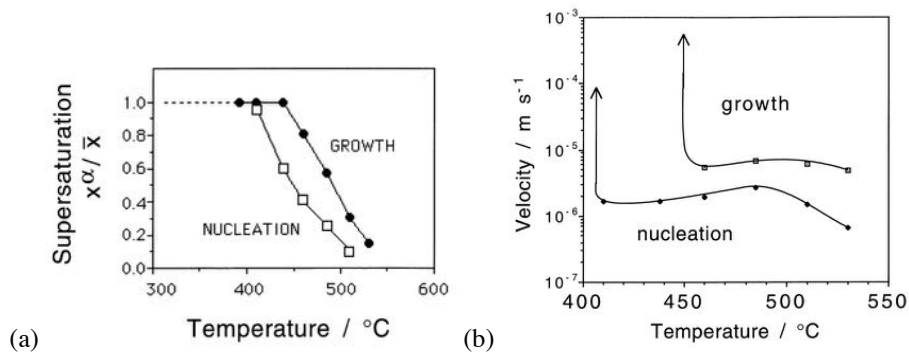 (a)
Supersaturation
x^α / x̄
1.0
0.8
0.6
0.4
0.2
0.0
GROWTH
NUCLEATION
300
400
500
600
Temperature / °C
(b)
Velocity / m s⁻¹
10⁻³
10⁻⁴
10⁻⁵
10⁻⁶
10⁻⁷
growth
nucleation
400
450
500
550
Temperature / °C